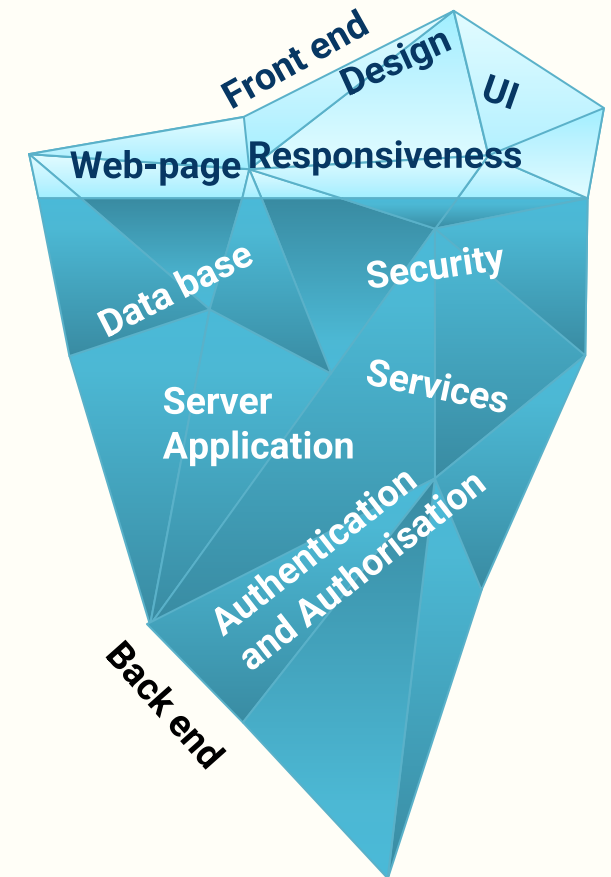 Front end
Design
UI
Web-page
Responsiveness
Data base
Security
Server
Application
Services
Authentication
and Authorisation
Back end